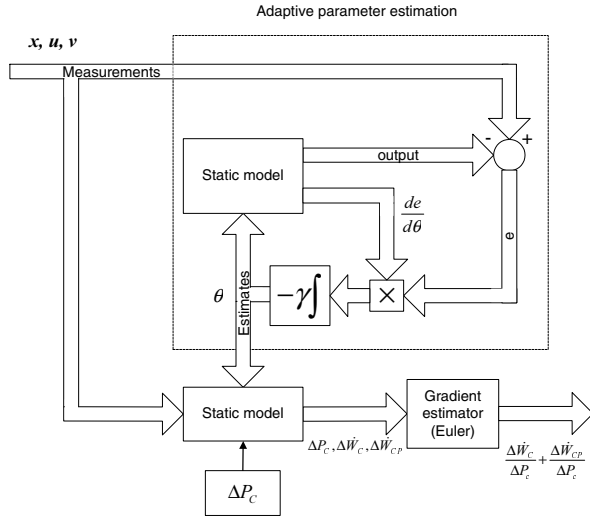 Adaptive parameter estimation
x, u, v
Measurements
- +
Static model
output
de
dθ
e
θ
Estimates
−γ∫
×
Static model
Gradient
estimator
(Euler)
ΔP_C, ΔẆ_C, ΔẆ_CP
ΔẆ_C/ΔP_c + ΔẆ_CP/ΔP_c
ΔP_C